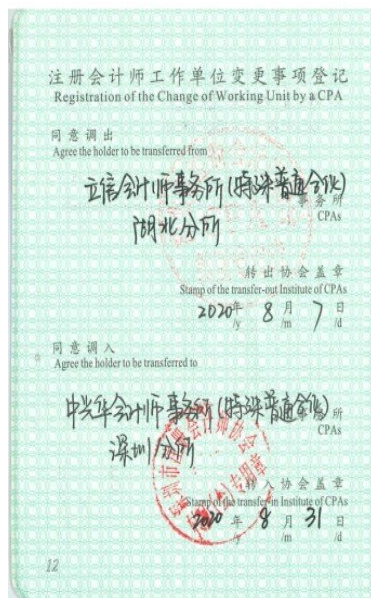 注册会计师工作单位变更事项登记
Registration of the Change of Working Unit by a CPA
同意调出
Agree the holder to be transferred from
立信会计师事务所(特殊普通合伙)
事务所
CPAs
湖北分所
转出协会盖章
Stamp of the transfer-out Institute of CPAs
2020年 8 月 7 日
/y /m /d
同意调入
Agree the holder to be transferred to
中兴华会计师事务所(特殊普通合伙)
事务所
CPAs
深圳分所
转入协会盖章
Stamp of the transfer-in Institute of CPAs
2020 年 8 月 31 日
/y /m /d
12